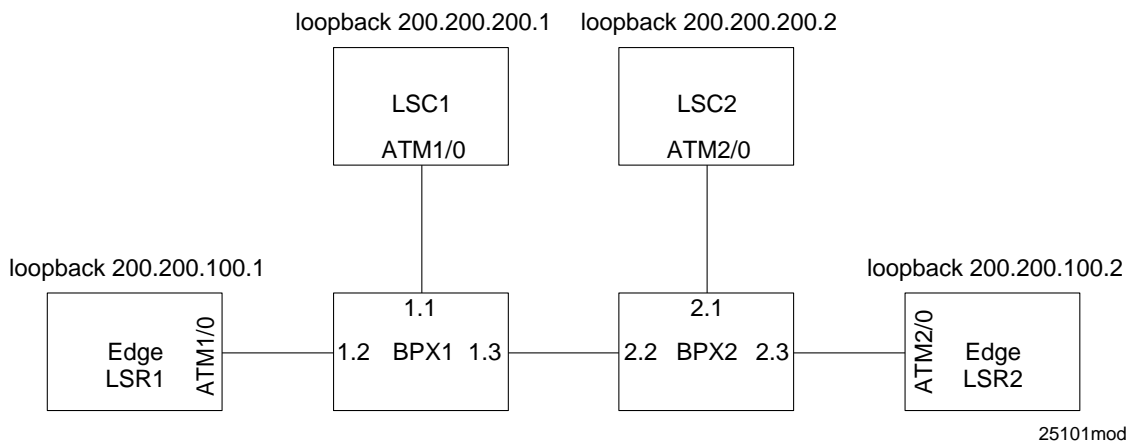 loopback 200.200.200.1
loopback 200.200.200.2
LSC1
ATM1/0
LSC2
ATM2/0
loopback 200.200.100.1
loopback 200.200.100.2
Edge
LSR1
ATM1/0
1.1
1.2 BPX1 1.3
2.1
2.2 BPX2 2.3
ATM2/0
Edge
LSR2
25101mod